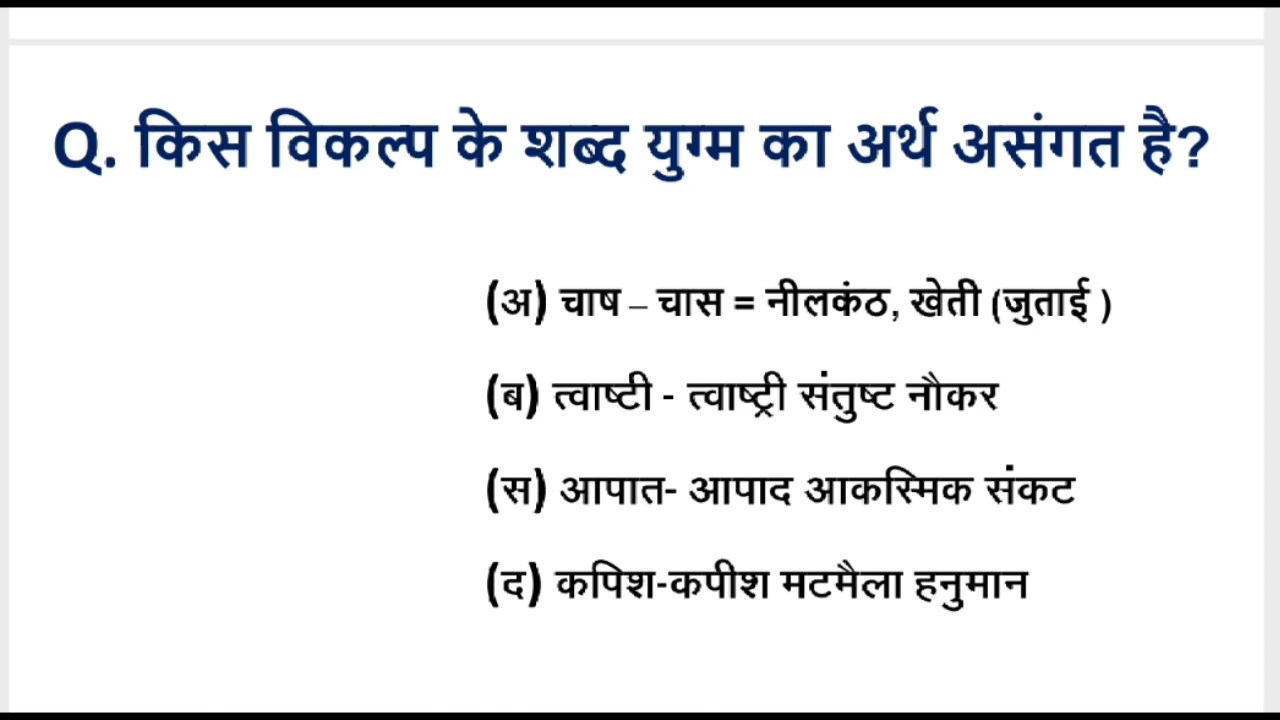 Q. किस विकल्प के शब्द युग्म का अर्थ असंगत है?
(अ) चाष – चास = नीलकंठ, खेती (जुताई )
(ब) त्वाष्टी - त्वाष्ट्री संतुष्ट नौकर
(स) आपात- आपाद आकस्मिक संकट
(द) कपिश-कपीश मटमैला हनुमान